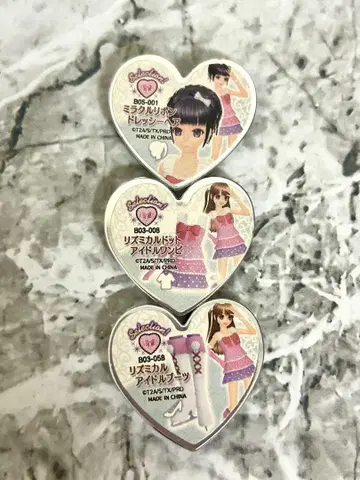 Selection!
B05-001
ミラクルリボン
ドレッシーヘア
©T2A/S/TX/PRD
MADE IN CHINA
Selection!
B03-008
リズミカルドット
アイドルワンピ
©T2A/S/TX/PRD
MADE IN CHINA
Selection!
B03-058
リズミカル
アイドルブーツ
©T2A/S/TX/PRD
MADE IN CHINA